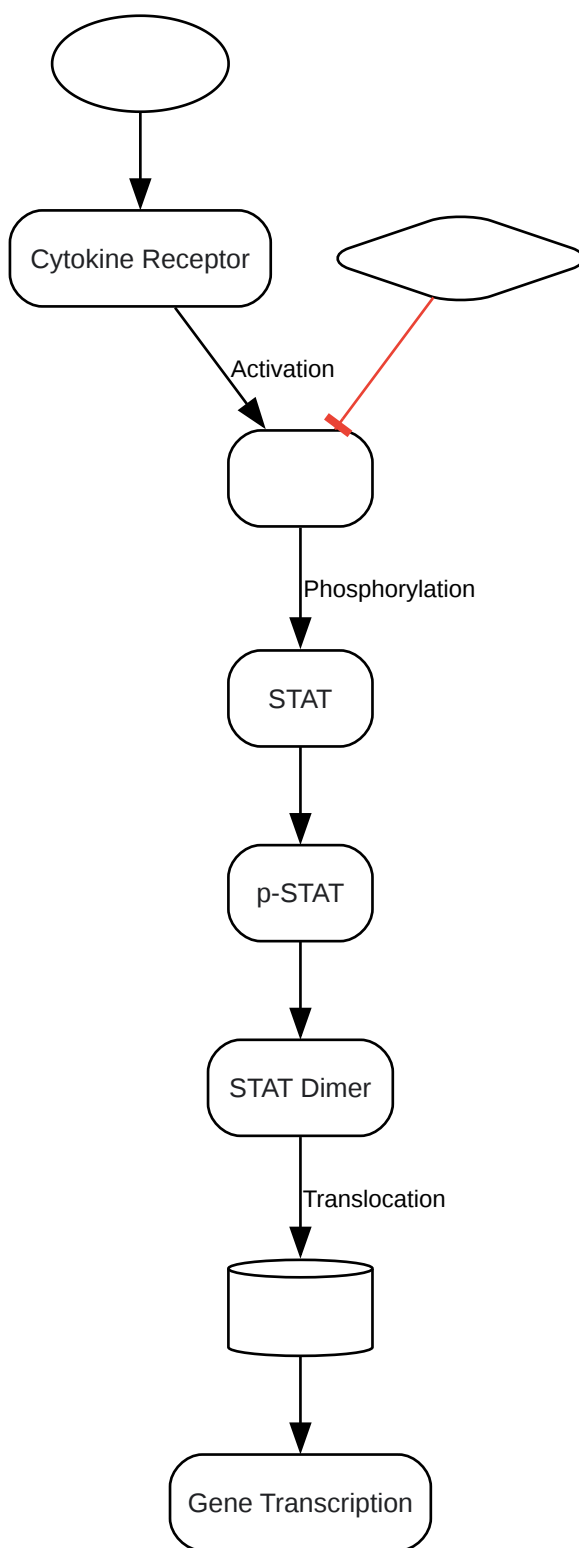 Cytokine Receptor
Activation
Phosphorylation
STAT
p-STAT
STAT Dimer
Translocation
Gene Transcription